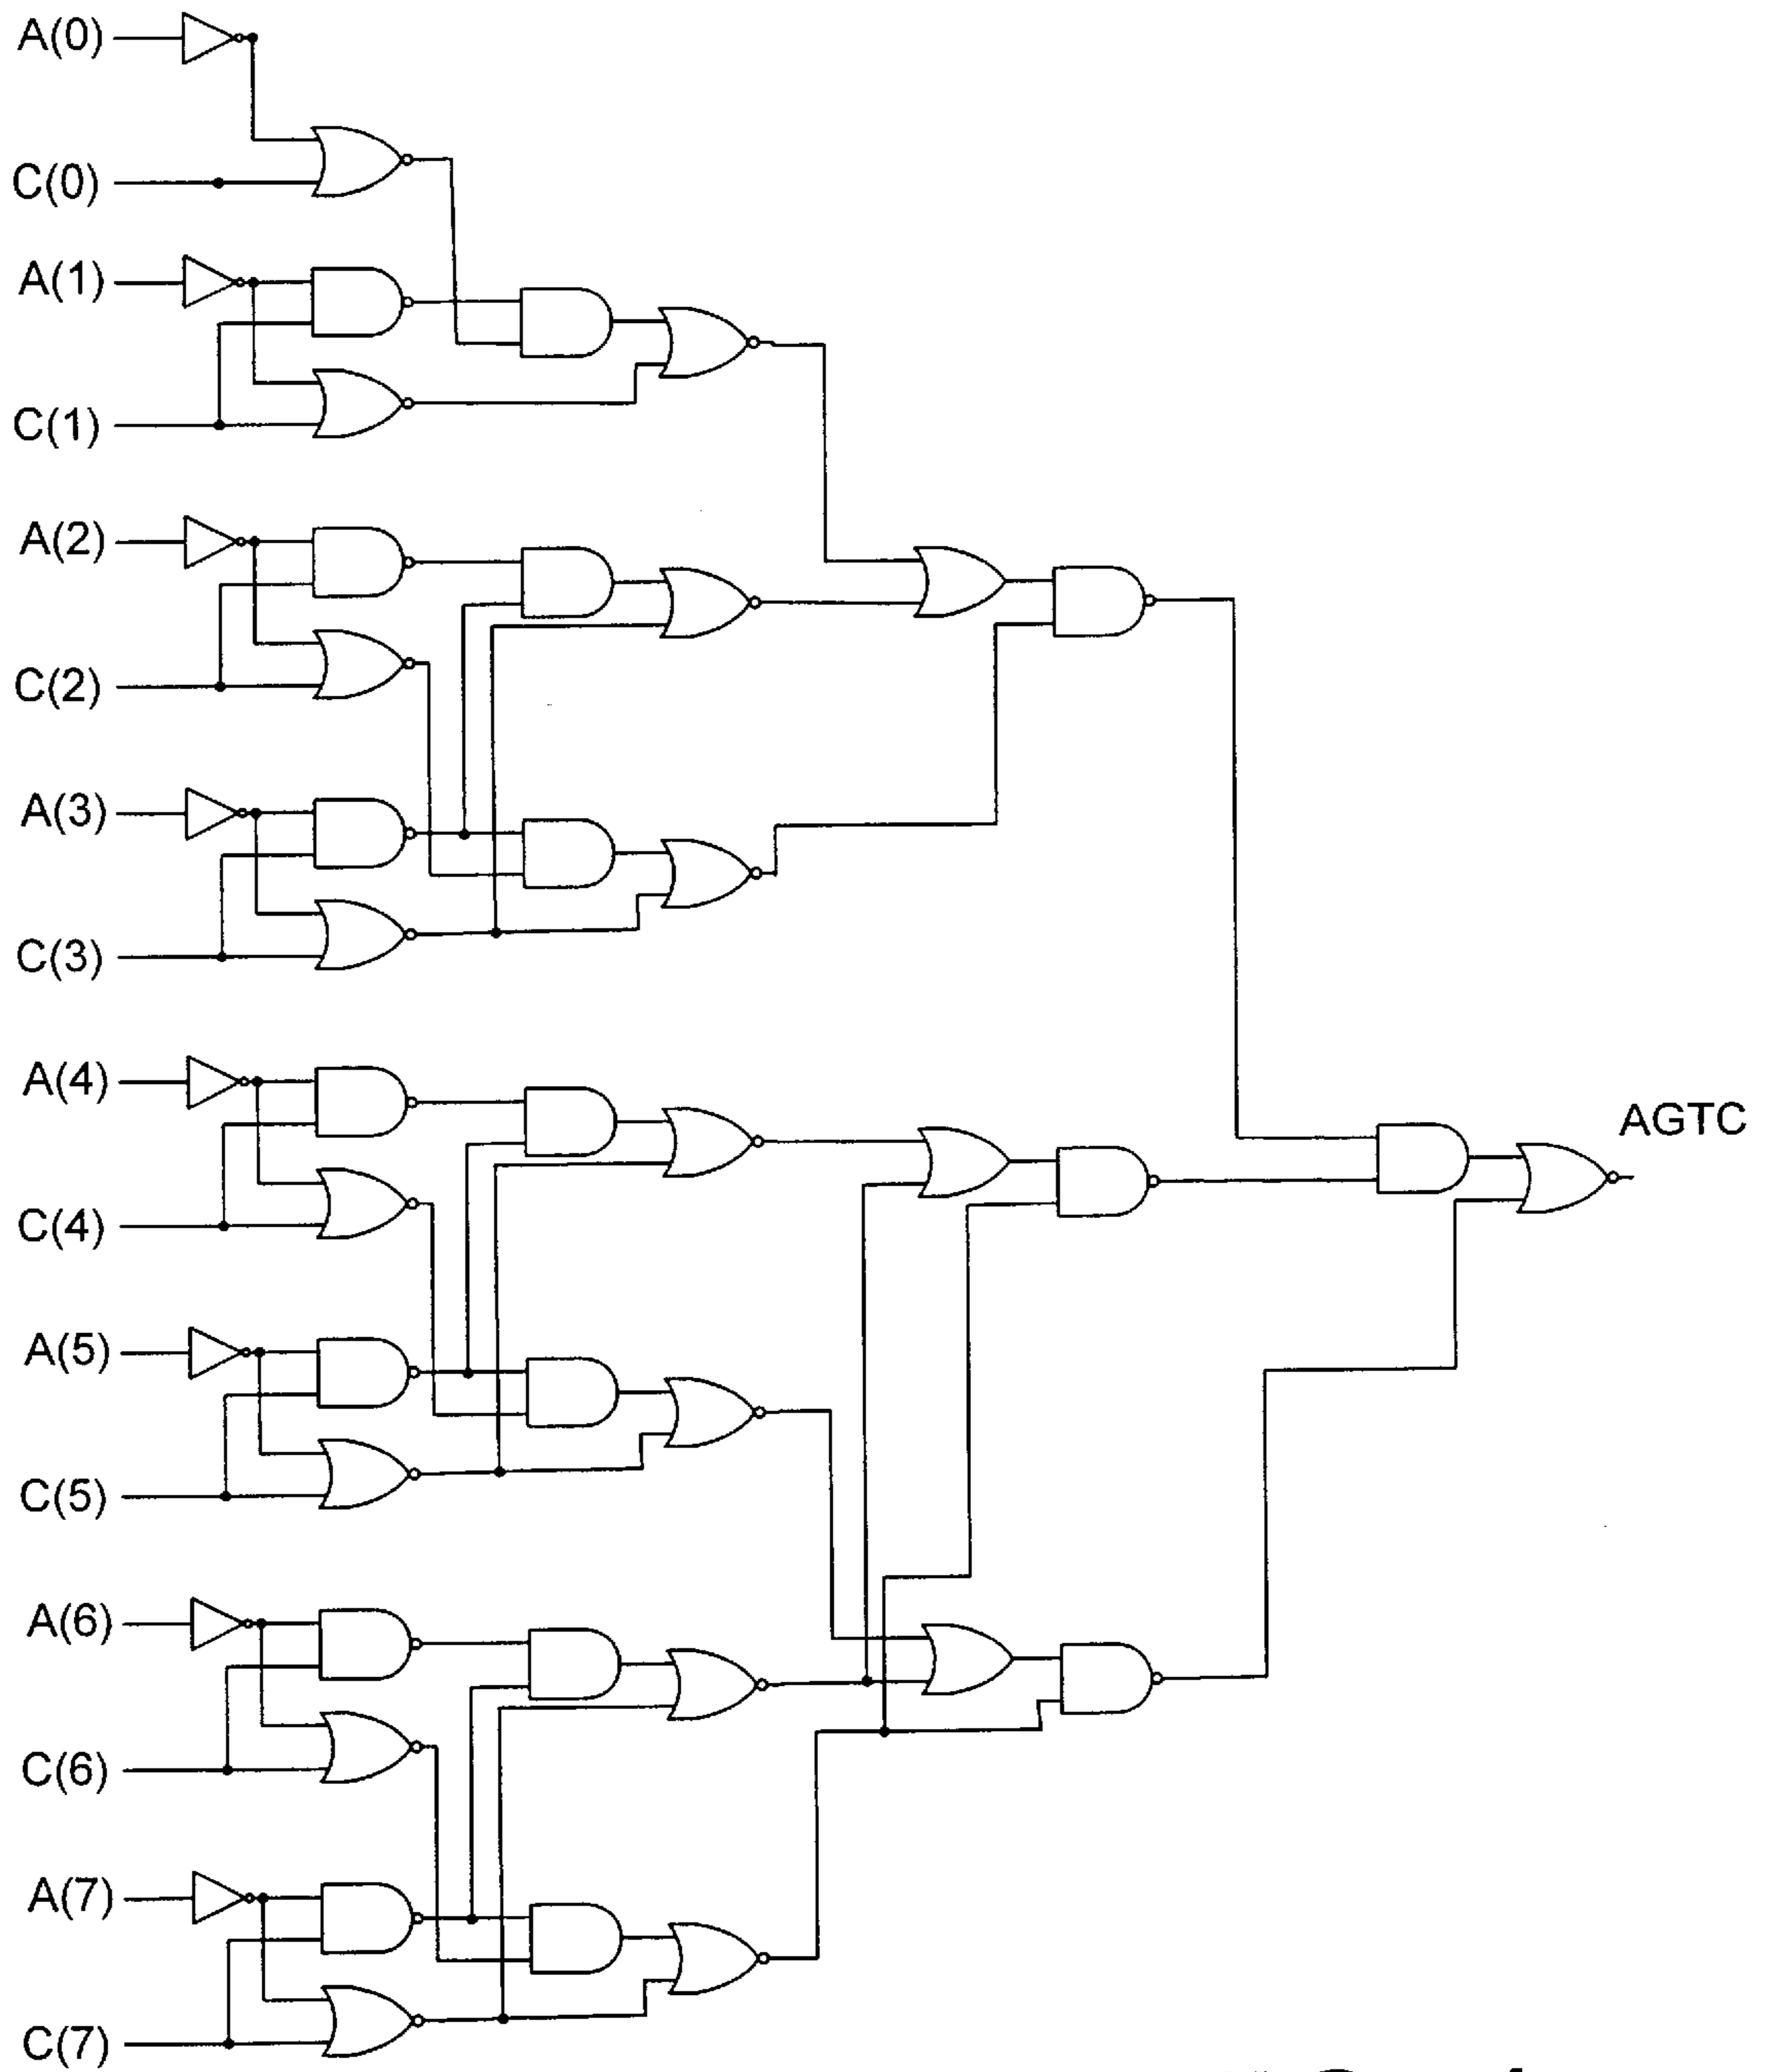 A(0)
C(0)
A(1)
C(1)
A(2)
C(2)
A(3)
C(3)
A(4)
AGTC
C(4)
A(5)
C(5)
A(6)
C(6)
A(7)
C(7)